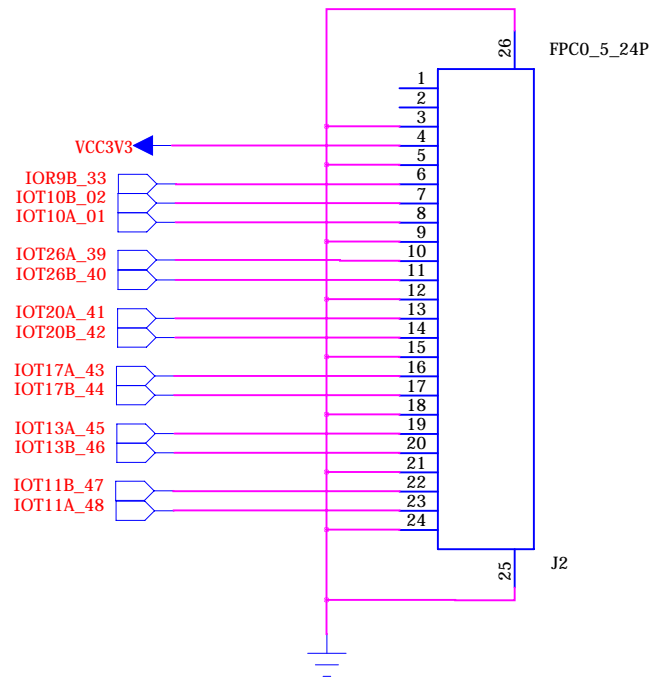 26
FPC0_5_24P
1
2
3
VCC3V3
4
5
IOR9B_33
6
IOT10B_02
7
IOT10A_01
8
9
IOT26A_39
10
IOT26B_40
11
12
IOT20A_41
13
IOT20B_42
14
15
IOT17A_43
16
IOT17B_44
17
18
IOT13A_45
19
IOT13B_46
20
21
IOT11B_47
22
IOT11A_48
23
24
25
J2